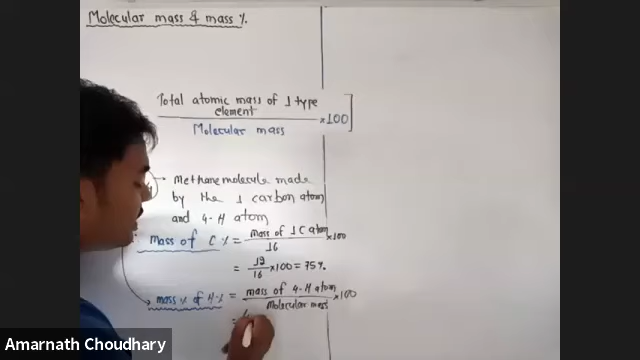 Molecular mass & mass %.
Total atomic mass of 1 type
element
Molecular mass
×100
→ Methane molecule made
by the 1 carbon atom
and 4-H atom
mass of C % = mass of 1 C atom / 16 ×100
= 12/16 ×100 = 75%
mass % of H % = mass of 4-H atom / Molecular mass ×100
=
Amarnath Choudhary